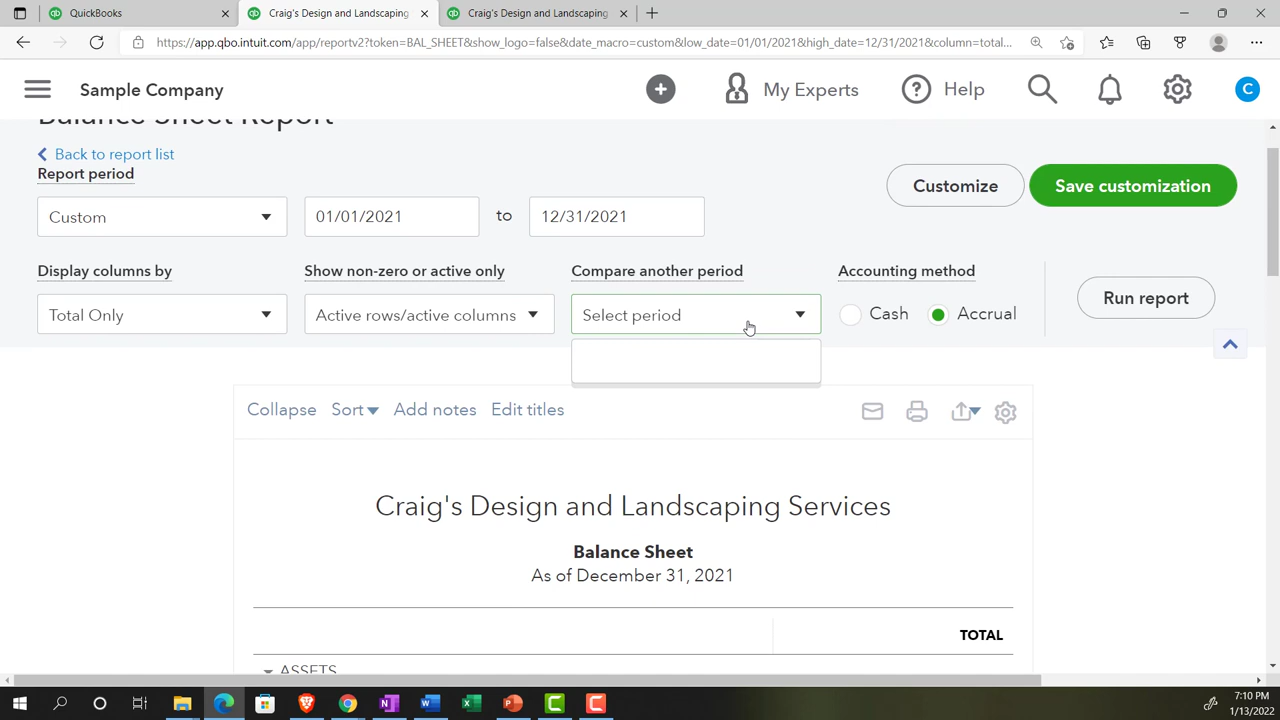 QuickBooks
Craig's Design and Landscaping
Craig's Design and Landscaping
https://app.qbo.intuit.com/app/reportv2?token=BAL_SHEET&show_logo=false&date_macro=custom&low_date=01/01/2021&high_date=12/31/2021&column=total...
Sample Company
My Experts
Help
C
Balance Sheet Report
Back to report list
Report period
Customize
Save customization
Custom
01/01/2021
to
12/31/2021
Display columns by
Show non-zero or active only
Compare another period
Accounting method
Total Only
Active rows/active columns
Select period
Cash
Accrual
Run report
Collapse
Sort
Add notes
Edit titles
Craig's Design and Landscaping Services
Balance Sheet
As of December 31, 2021
TOTAL
ASSETS
7:10 PM
1/13/2022